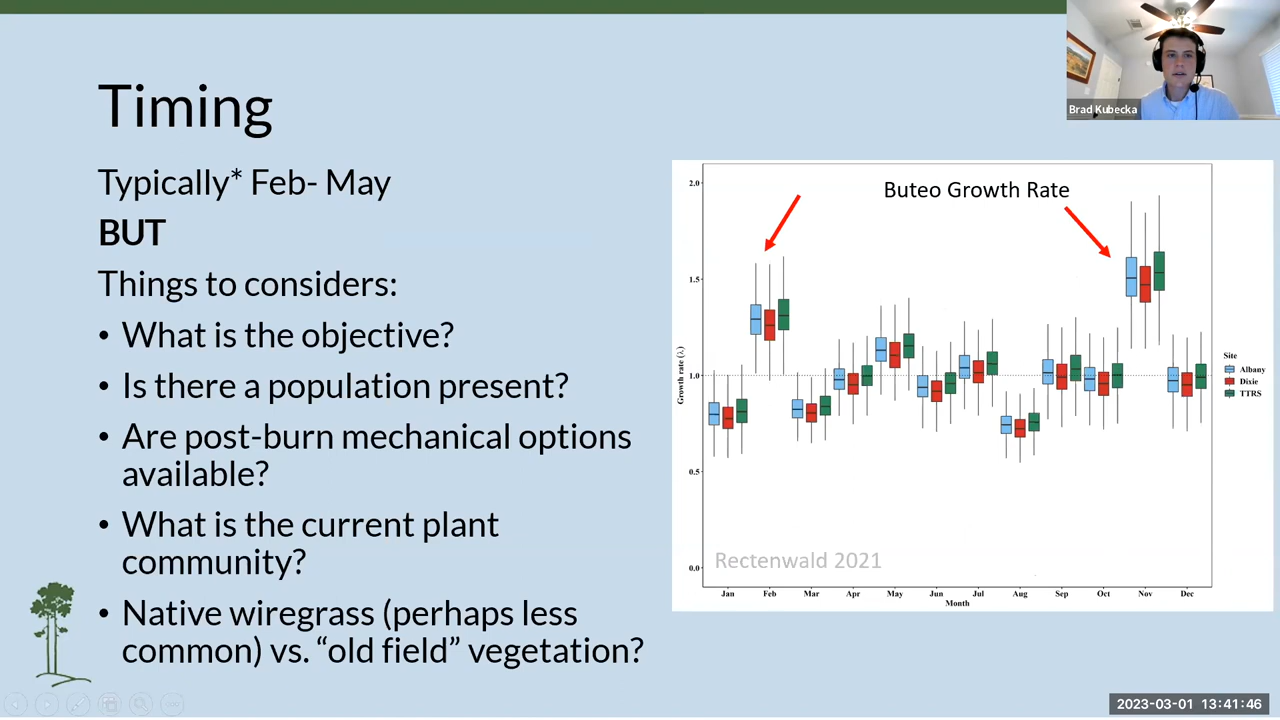 Timing
Brad Kubecka
Typically* Feb- May
BUT
Things to considers:
• What is the objective?
• Is there a population present?
• Are post-burn mechanical options
available?
• What is the current plant
community?
• Native wiregrass (perhaps less
common) vs. “old field” vegetation?
Buteo Growth Rate
2.0
1.5
1.0
0.5
0.0
Growth rate (λ)
Rectenwald 2021
Jan Feb Mar Apr May Jun Jul Aug Sep Oct Nov Dec
Month
Site
Albany
Dixie
TTRS
2023-03-01 13:41:46